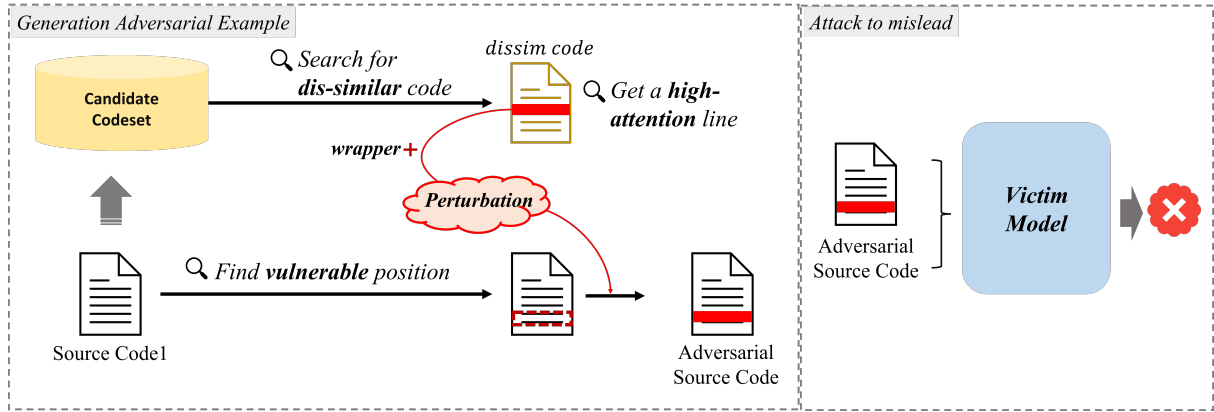 Generation Adversarial Example
Search for
dis-similar code
dissim code
Get a high-
attention line
Candidate
Codeset
wrapper+
Perturbation
Find vulnerable position
Source Code1
Adversarial
Source Code
Attack to mislead
Adversarial
Source Code
Victim
Model